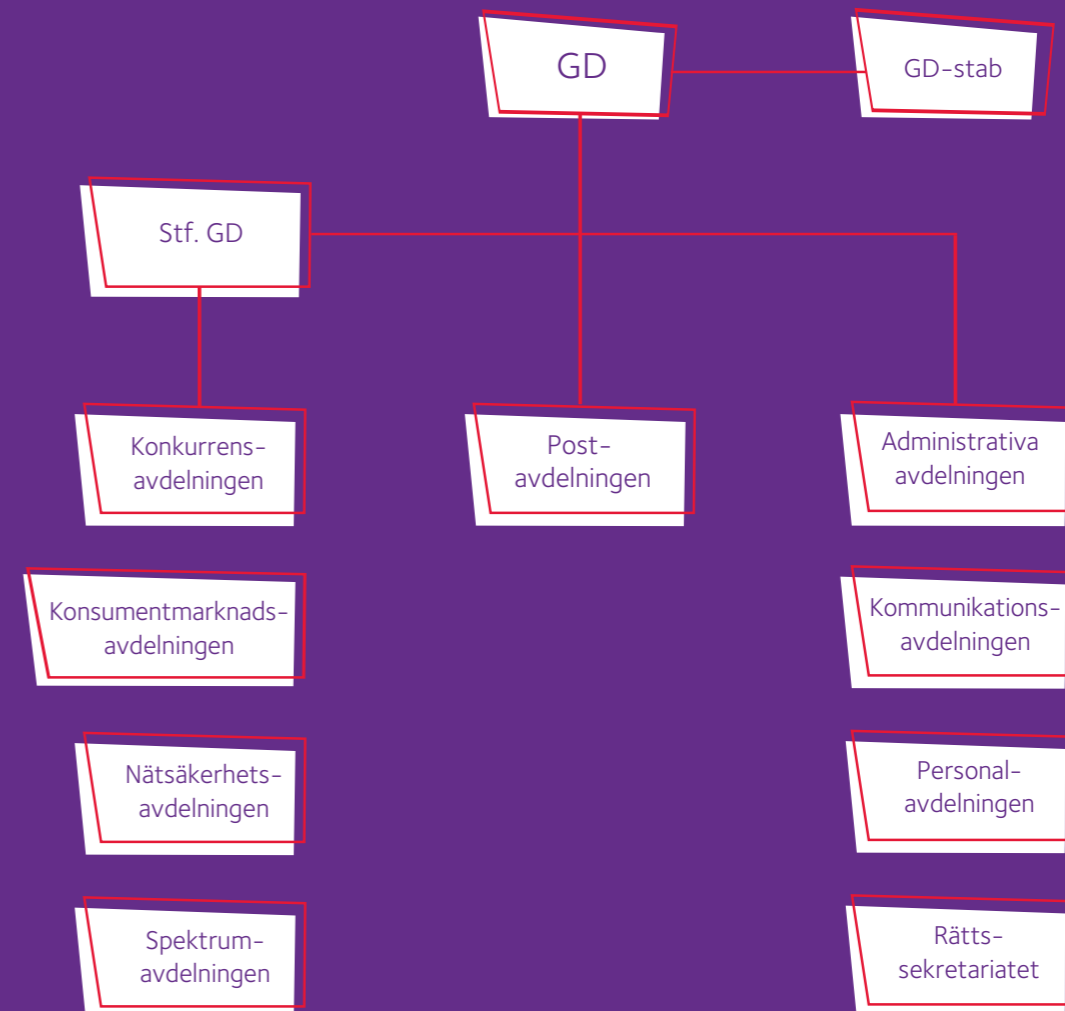 GD
GD-stab
Stf. GD
Konkurrens-
avdelningen
Post-
avdelningen
Administrativa
avdelningen
Konsumentmarknads-
avdelningen
Kommunikations-
avdelningen
Nätsäkerhets-
avdelningen
Personal-
avdelningen
Spektrum-
avdelningen
Rätts-
sekretariatet